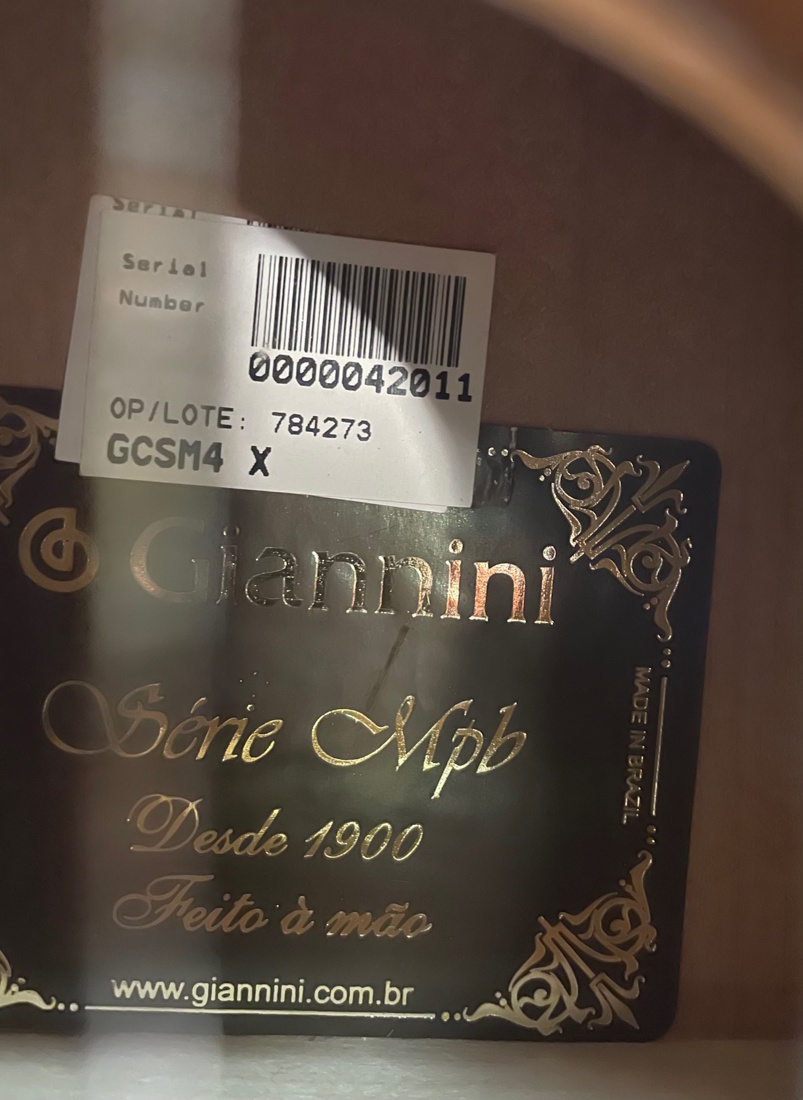 Serial
Serial
Number
0000042011
OP/LOTE: 784273
GCSM4 X
Giannini
Série Mpb
Desde 1900
Feito à mão
www.giannini.com.br
MADE IN BRAZIL